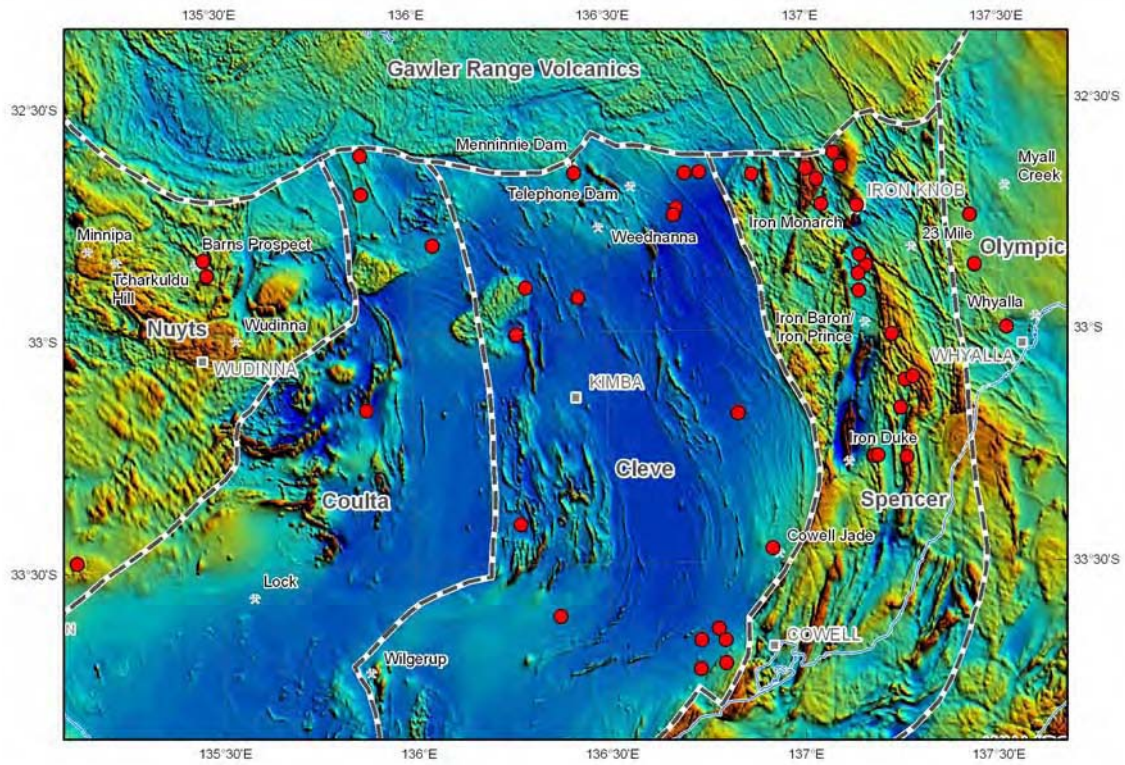 135°30'E
136°E
136°30'E
137°E
137°30'E
Gawler Range Volcanics
32°30'S
32°30'S
Menninnie Dam
Myall
Creek
Telephone Dam
IRON KNOB
Iron Monarch
Minnipa
Barns Prospect
Weednanna
23 Mile
Olympic
Tcharkuldu
Hill
Whyalla
Nuyts
Wudinna
Iron Baron/
Iron Prince
33°S
33°S
WUDINNA
WHYALLA
KIMBA
Iron Duke
Cleve
Coulta
Spencer
Cowell Jade
33°30'S
33°30'S
Lock
N
COWELL
Wilgerup
135°30'E
136°E
136°30'E
137°E
137°30'E